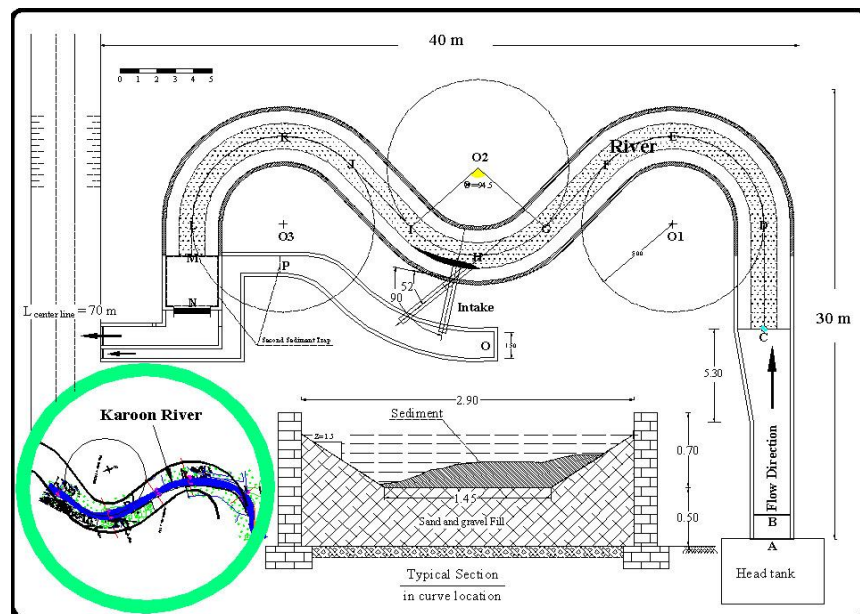 40 m
0 1 2 3 4 5
K
E
River
J
O2
F
Θ=94.5
L
I
G
D
O3
O1
M
H
P
5.00
52
90
Intake
N
L center line = 70 m
Second Sediment Trap
O
1.50
C
30 m
5.30
Karoon River
2.90
Sediment
Z=1.5
0.70
1.45
Sand and gravel Fill
0.50
Flow Direction
B
A
Typical Section
in curve location
Head tank